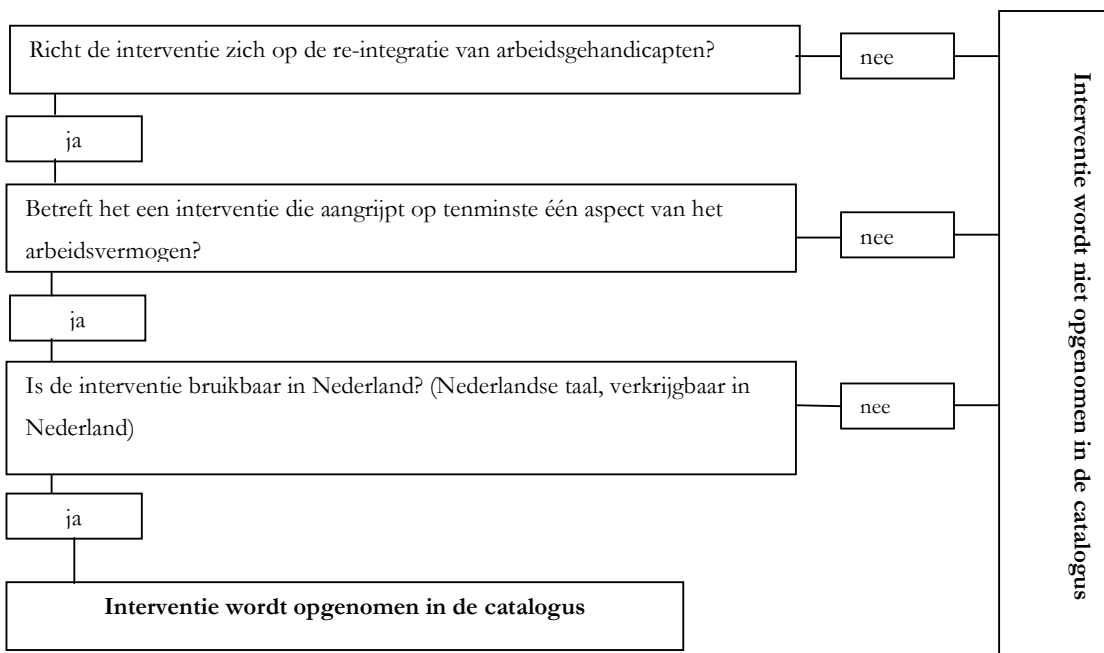 Richt de interventie zich op de re-integratie van arbeidsgehandicapten?
nee
ja
Betreft het een interventie die aangrijpt op tenminste één aspect van het
arbeidsvermogen?
nee
ja
Is de interventie bruikbaar in Nederland? (Nederlandse taal, verkrijgbaar in
Nederland)
nee
ja
Interventie wordt opgenomen in de catalogus
Interventie wordt niet opgenomen in de catalogus